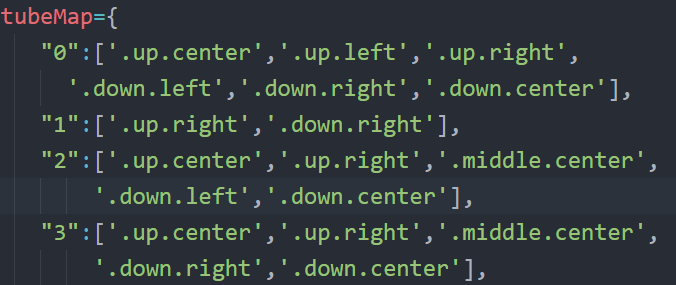 tubeMap={
"0":['.up.center','.up.left','.up.right',
'.down.left','.down.right','.down.center'],
"1":['.up.right','.down.right'],
"2":['.up.center','.up.right','.middle.center',
'.down.left','.down.center'],
"3":['.up.center','.up.right','.middle.center',
'.down.right','.down.center'],